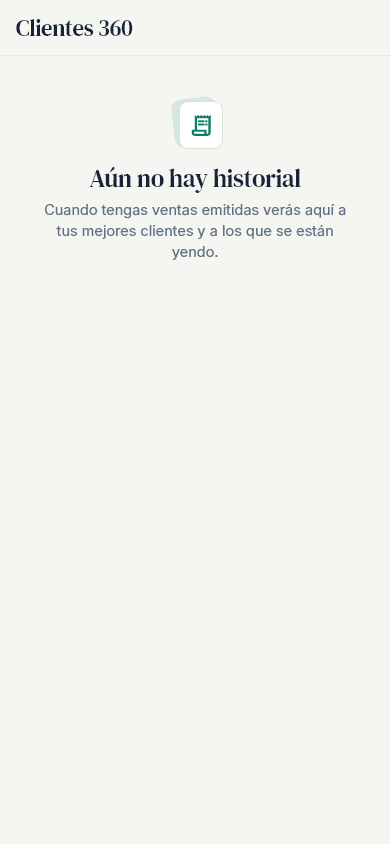 Clientes 360
Aún no hay historial
Cuando tengas ventas emitidas verás aquí a
tus mejores clientes y a los que se están
yendo.